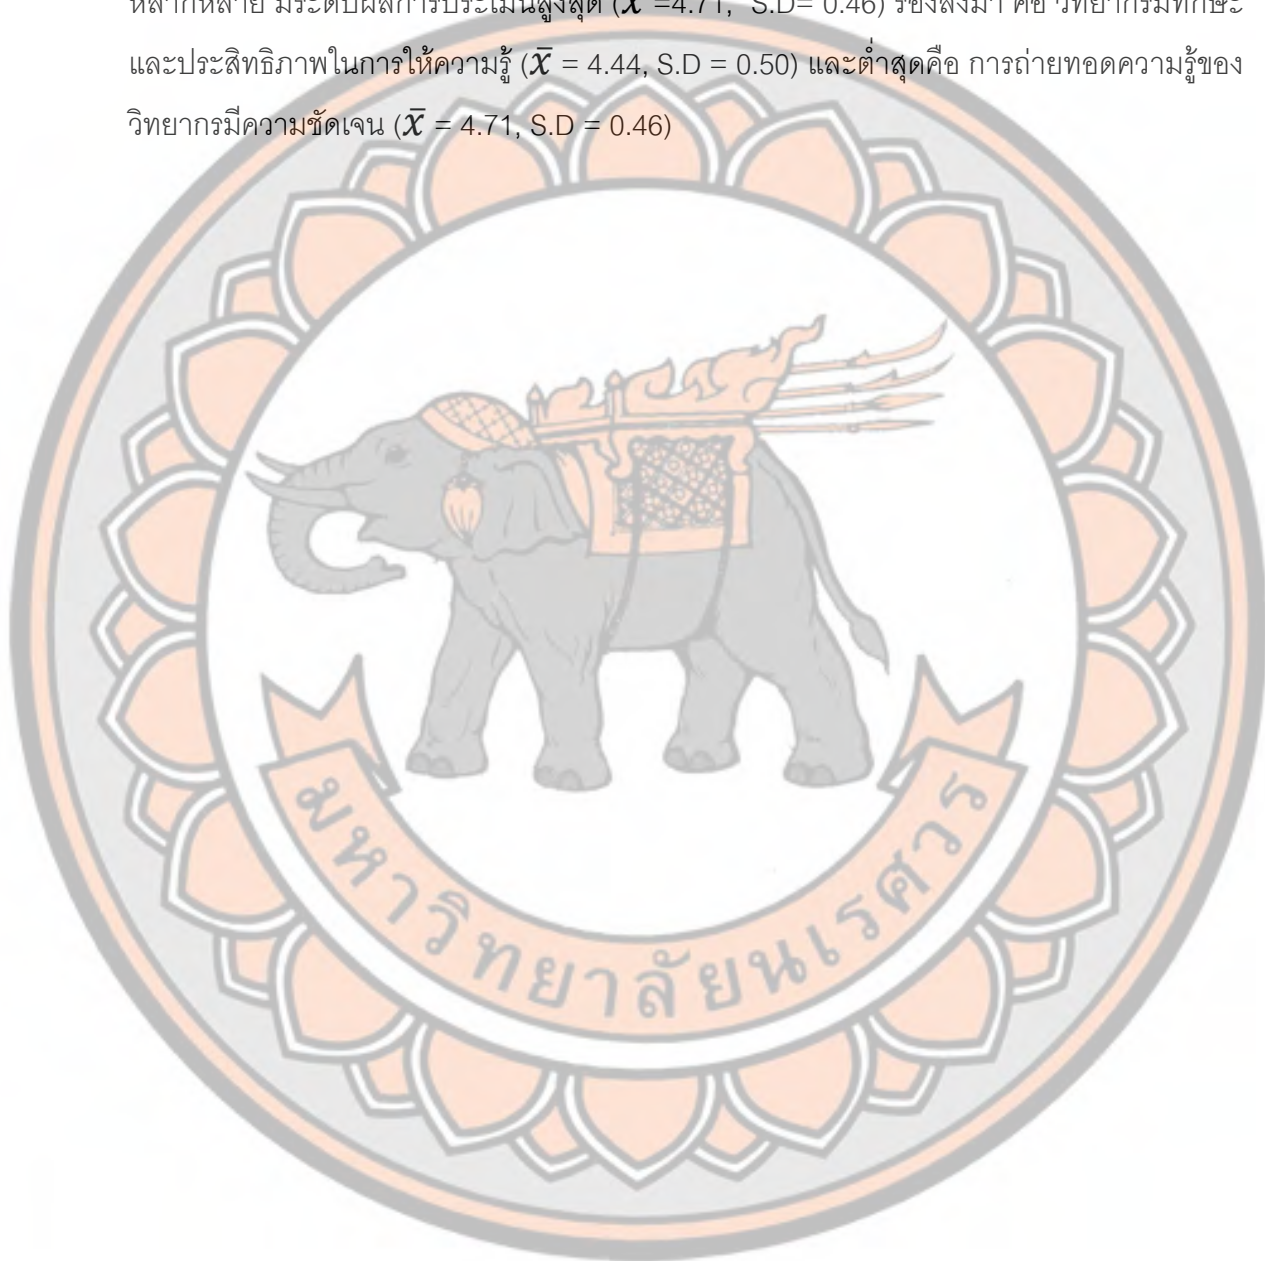 หลากหลาย มีระดับผลการประเมินสูงสุด (x̄ =4.71, S.D= 0.46) รองลงมา คือ วิทยากรมีทักษะ
และประสิทธิภาพในการให้ความรู้ (x̄ = 4.44, S.D = 0.50) และต่ำสุดคือ การถ่ายทอดความรู้ของ
วิทยากรมีความชัดเจน (x̄ = 4.71, S.D = 0.46)
มหาวิทยาลัยนเรศวร